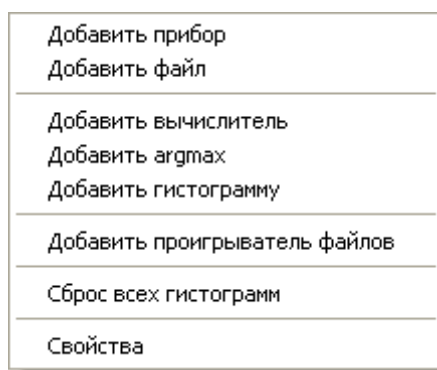 Добавить прибор
Добавить файл
Добавить вычислитель
Добавить argmax
Добавить гистограмму
Добавить проигрыватель файлов
Сброс всех гистограмм
Свойства